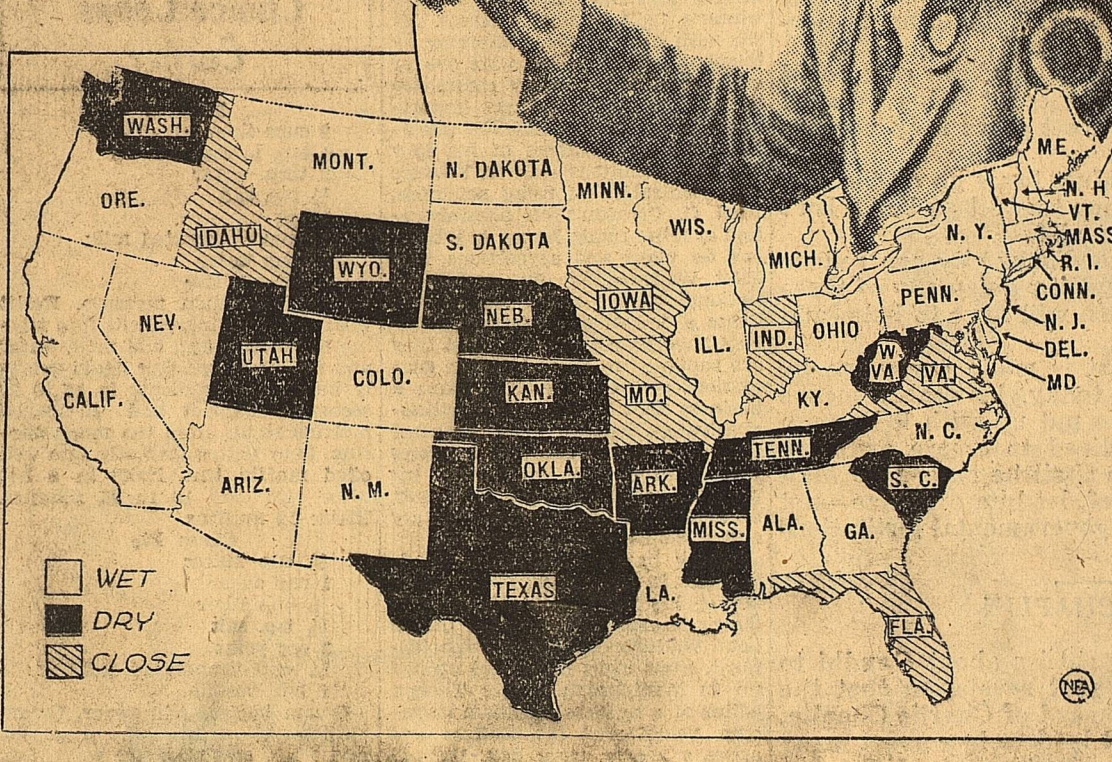 WASH.
MONT.
N. DAKOTA
MINN.
ME.
ORE.
IDAHO
S. DAKOTA
WIS.
MICH.
N. Y.
N. H
VT.
MASS
R. I.
CONN.
WYO.
NEB.
IOWA
PENN.
N. J.
DEL.
MD
NEV.
UTAH
COLO.
KAN.
MO.
ILL.
IND.
OHIO
W.
VA.
VA.
KY.
CALIF.
ARIZ.
N. M.
OKLA.
ARK.
TENN.
N. C.
S. C.
MISS.
ALA.
GA.
TEXAS
LA.
FLA.
WET
DRY
CLOSE
NEA